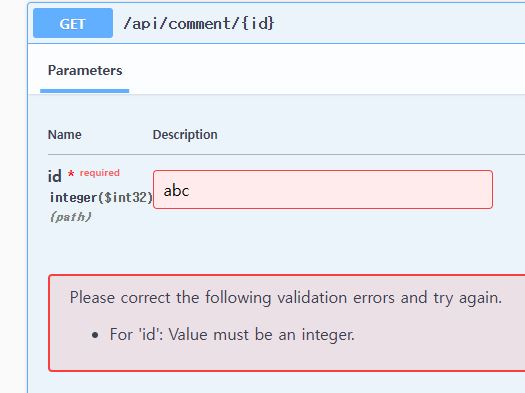 GET /api/comment/{id}
Parameters
Name Description
id * required
integer($int32)
(path)
abc
Please correct the following validation errors and try again.
• For 'id': Value must be an integer.